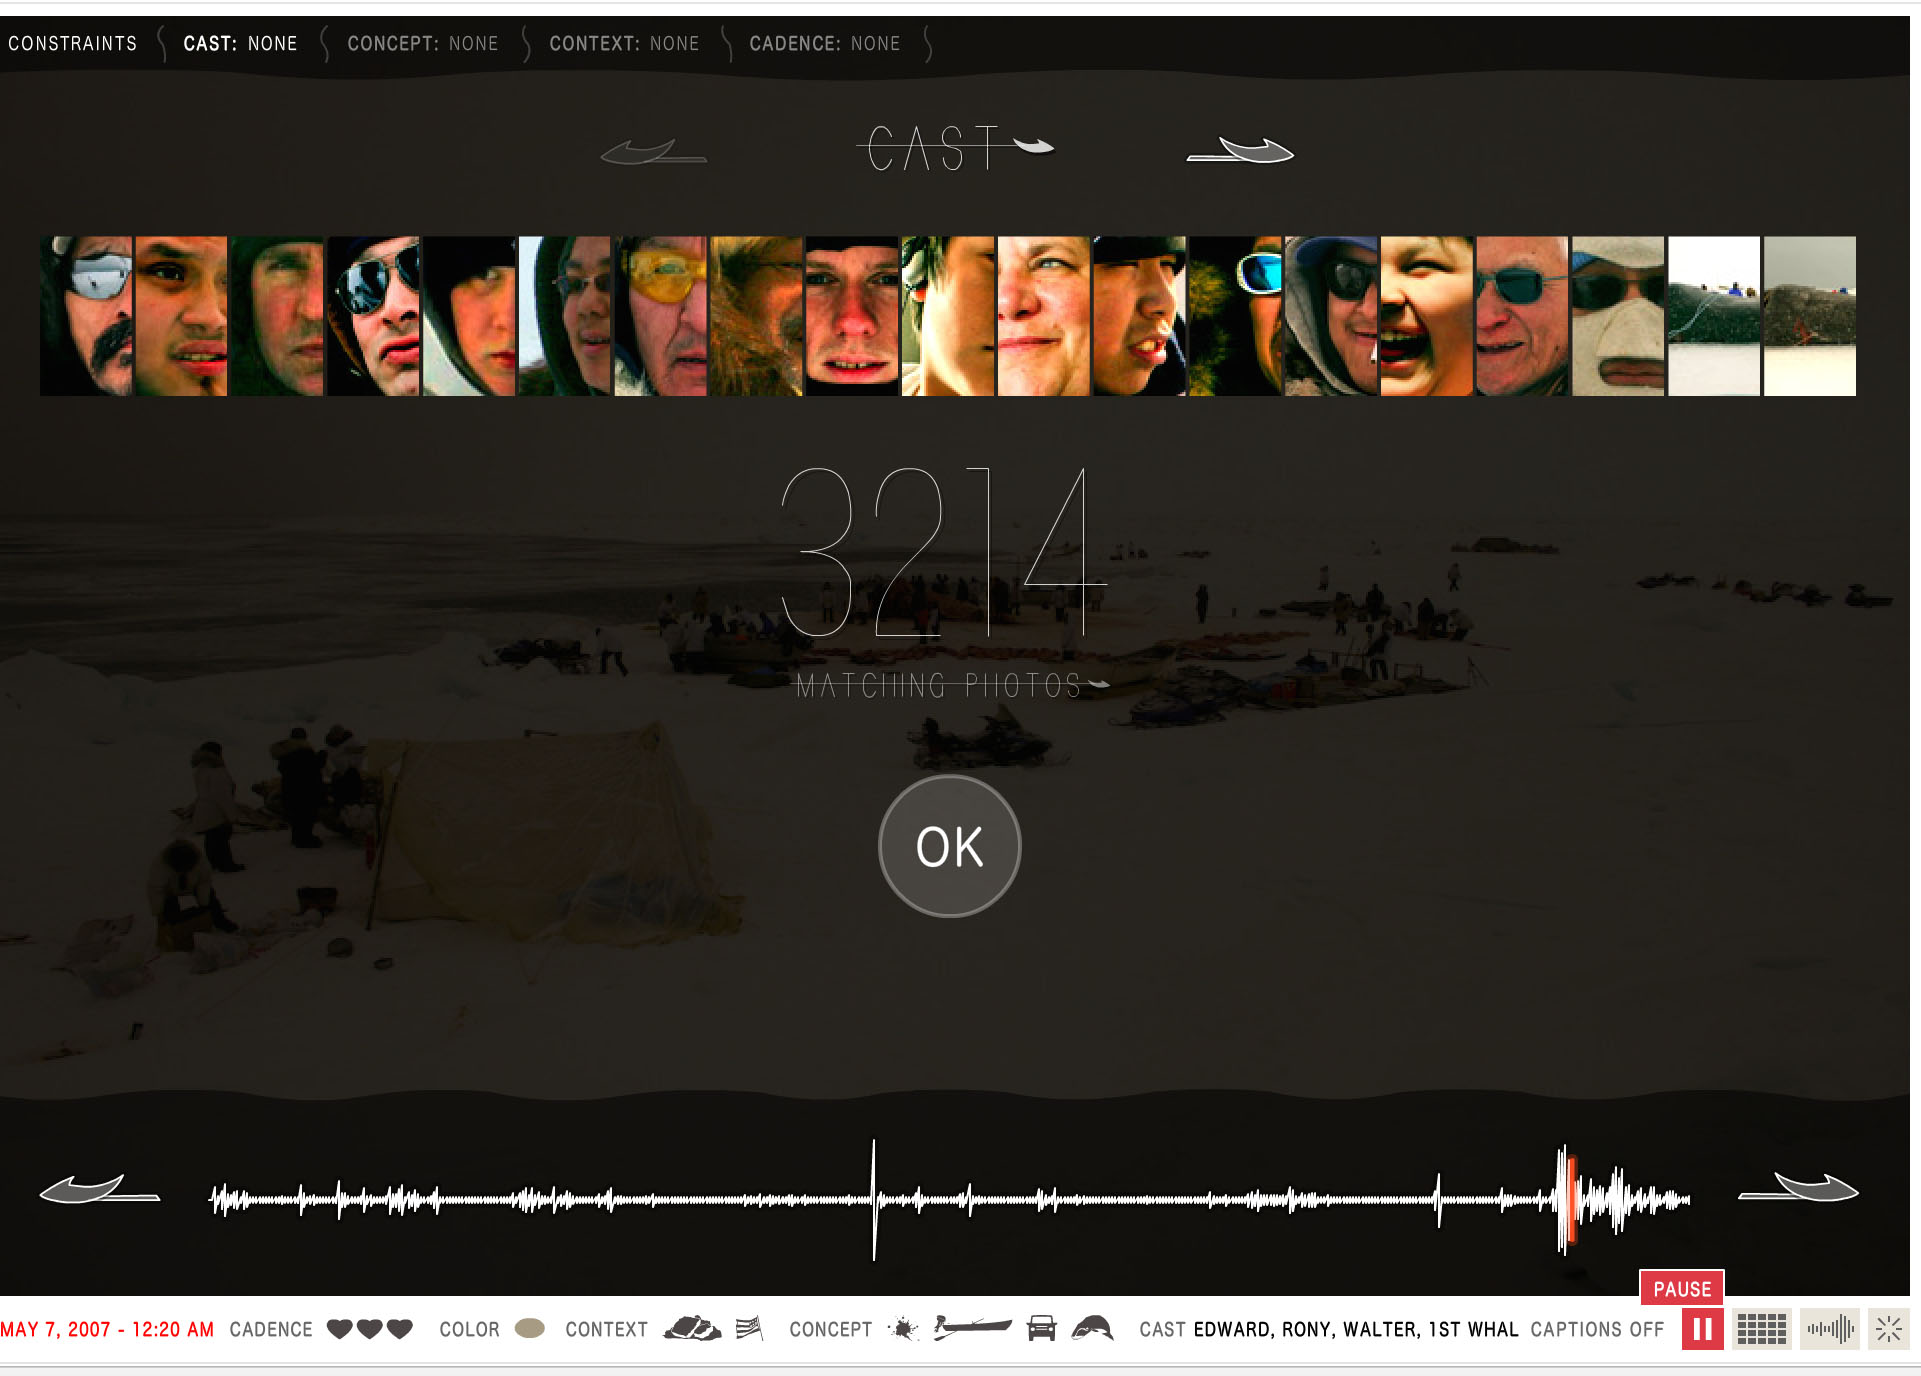 CONSTRAINTS CAST: NONE CONCEPT: NONE CONTEXT: NONE CADENCE: NONE
CAST
3214
MATCHING PHOTOS
OK
PAUSE
MAY 7, 2007 - 12:20 AM CADENCE COLOR CONTEXT CONCEPT CAST EDWARD, RONY, WALTER, 1ST WHAL CAPTIONS OFF